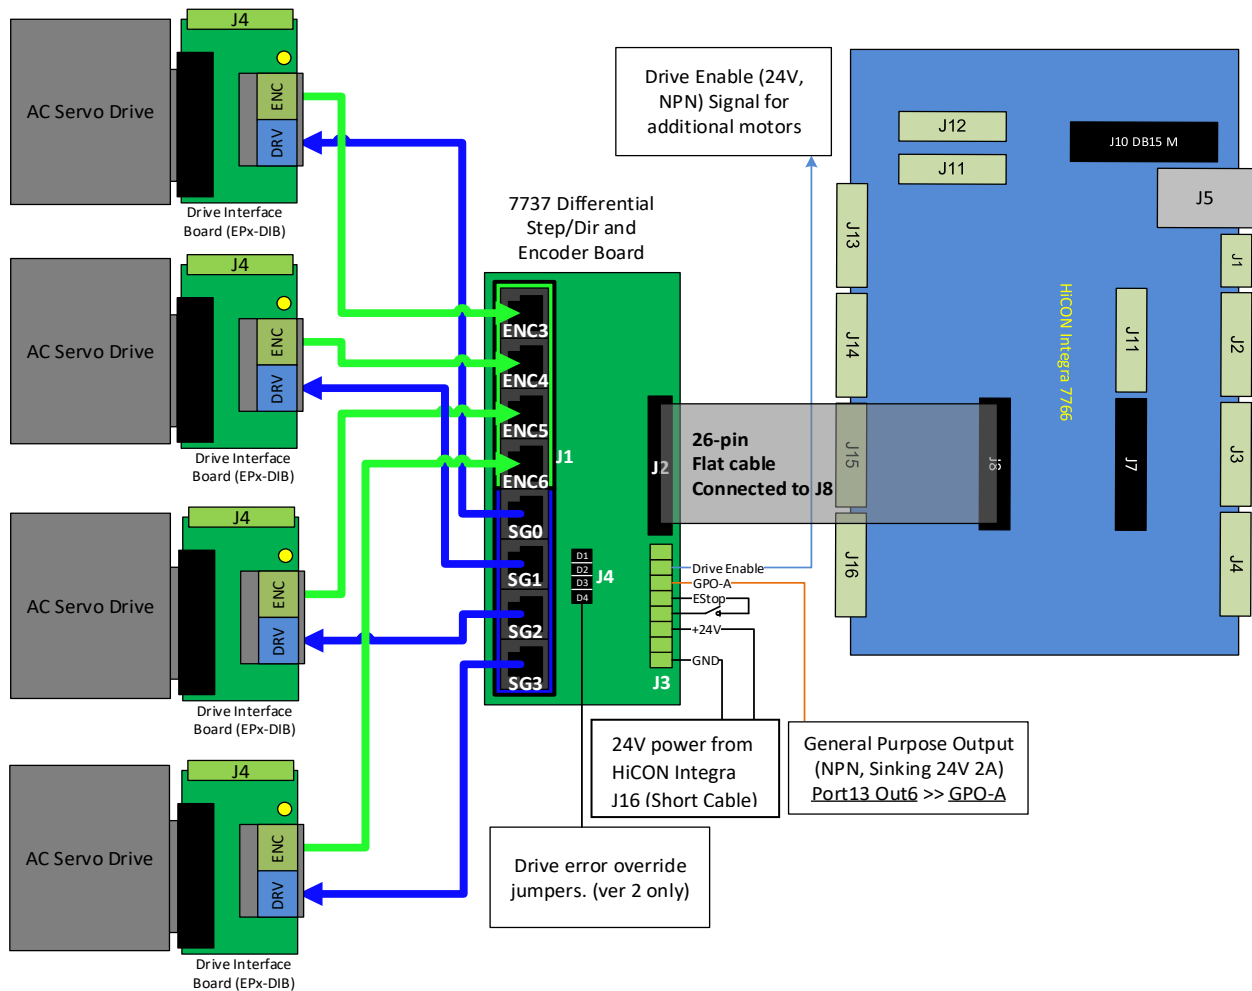 J4
AC Servo Drive
ENC
DRV
Drive Interface
Board (EPx-DIB)
J4
AC Servo Drive
ENC
DRV
Drive Interface
Board (EPx-DIB)
J4
AC Servo Drive
ENC
DRV
Drive Interface
Board (EPx-DIB)
J4
AC Servo Drive
ENC
DRV
Drive Interface
Board (EPx-DIB)
7737 Differential
Step/Dir and
Encoder Board
ENC3
ENC4
ENC5
ENC6
J1
SG0
SG1
SG2
SG3
D1
D2
D3
D4
J4
J2
26-pin
Flat cable
Connected to J8
Drive Enable
GPO-A
EStop
+24V
GND
J3
Drive Enable (24V,
NPN) Signal for
additional motors
24V power from
HiCON Integra
J16 (Short Cable)
General Purpose Output
(NPN, Sinking 24V 2A)
Port13 Out6 >> GPO-A
Drive error override
jumpers. (ver 2 only)
J12
J11
J10 DB15 M
J5
J13
J14
J15
J16
HiCON Integra 7766
J11
J8
J7
J1
J2
J3
J4